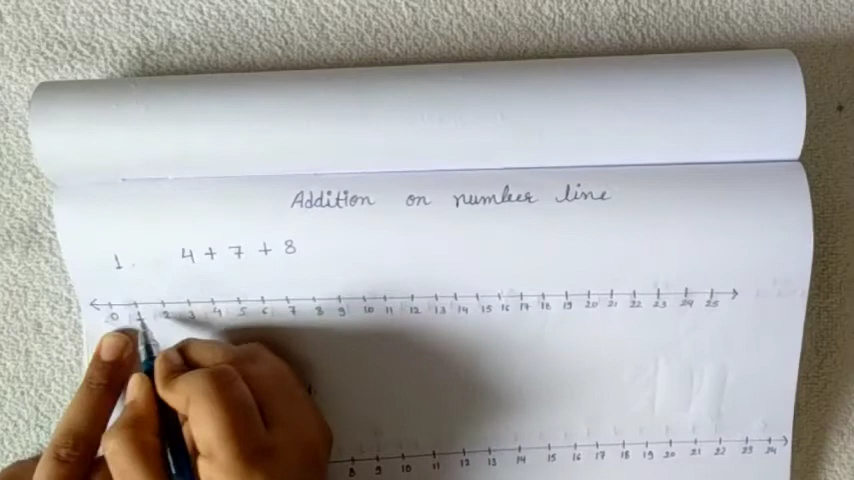 Addition on number line
1. 4 + 7 + 8
0 1 2 3 4 5 6 7 8 9 10 11 12 13 14 15 16 17 18 19 20 21 22 23 24 25
8 9 10 11 12 13 14 15 16 17 18 19 20 21 22 23 24